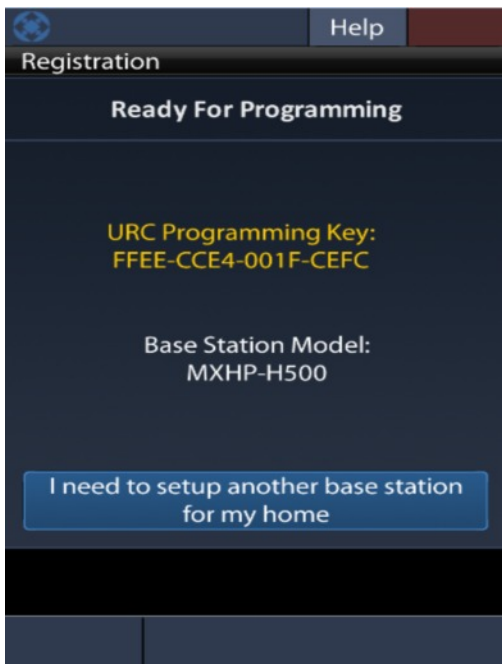 Help
Registration
Ready For Programming
URC Programming Key:
FFEE-CCE4-001F-CEFC
Base Station Model:
MXHP-H500
I need to setup another base station
for my home